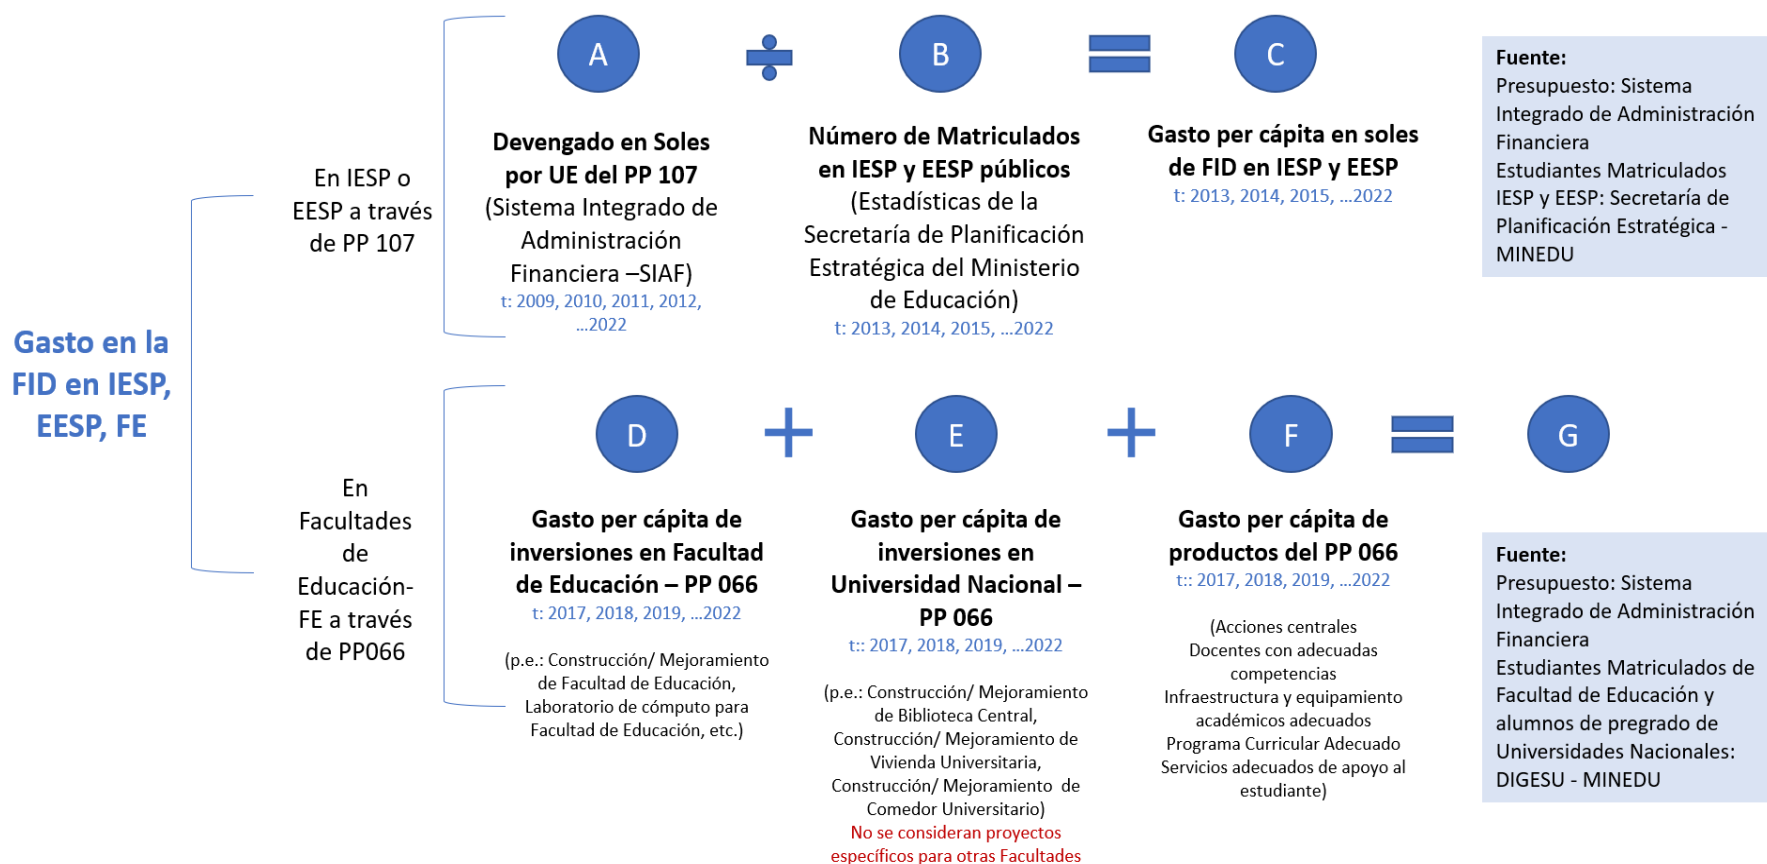 Gasto en la
FID en IESP,
EESP, FE
En IESP o
EESP a través
de PP 107
A
÷
B
=
C
Devengado en Soles
por UE del PP 107
(Sistema Integrado de
Administración
Financiera –SIAF)
t: 2009, 2010, 2011, 2012,
...2022
Número de Matriculados
en IESP y EESP públicos
(Estadísticas de la
Secretaría de Planificación
Estratégica del Ministerio
de Educación)
t: 2013, 2014, 2015, ...2022
Gasto per cápita en soles
de FID en IESP y EESP
t: 2013, 2014, 2015, ...2022
Fuente:
Presupuesto: Sistema
Integrado de Administración
Financiera
Estudiantes Matriculados
IESP y EESP: Secretaría de
Planificación Estratégica -
MINEDU
En
Facultades
de
Educación-
FE a través
de PP066
D
+
E
+
F
=
G
Gasto per cápita de
inversiones en Facultad
de Educación – PP 066
t: 2017, 2018, 2019, ...2022
(p.e.: Construcción/ Mejoramiento
de Facultad de Educación,
Laboratorio de cómputo para
Facultad de Educación, etc.)
Gasto per cápita de
inversiones en
Universidad Nacional –
PP 066
t:: 2017, 2018, 2019, ...2022
(p.e.: Construcción/ Mejoramiento
de Biblioteca Central,
Construcción/ Mejoramiento de
Vivienda Universitaria,
Construcción/ Mejoramiento de
Comedor Universitario)
No se consideran proyectos
específicos para otras Facultades
Gasto per cápita de
productos del PP 066
t:: 2017, 2018, 2019, ...2022
(Acciones centrales
Docentes con adecuadas
competencias
Infraestructura y equipamiento
académicos adecuados
Programa Curricular Adecuado
Servicios adecuados de apoyo al
estudiante)
Fuente:
Presupuesto: Sistema
Integrado de Administración
Financiera
Estudiantes Matriculados de
Facultad de Educación y
alumnos de pregrado de
Universidades Nacionales:
DIGESU - MINEDU